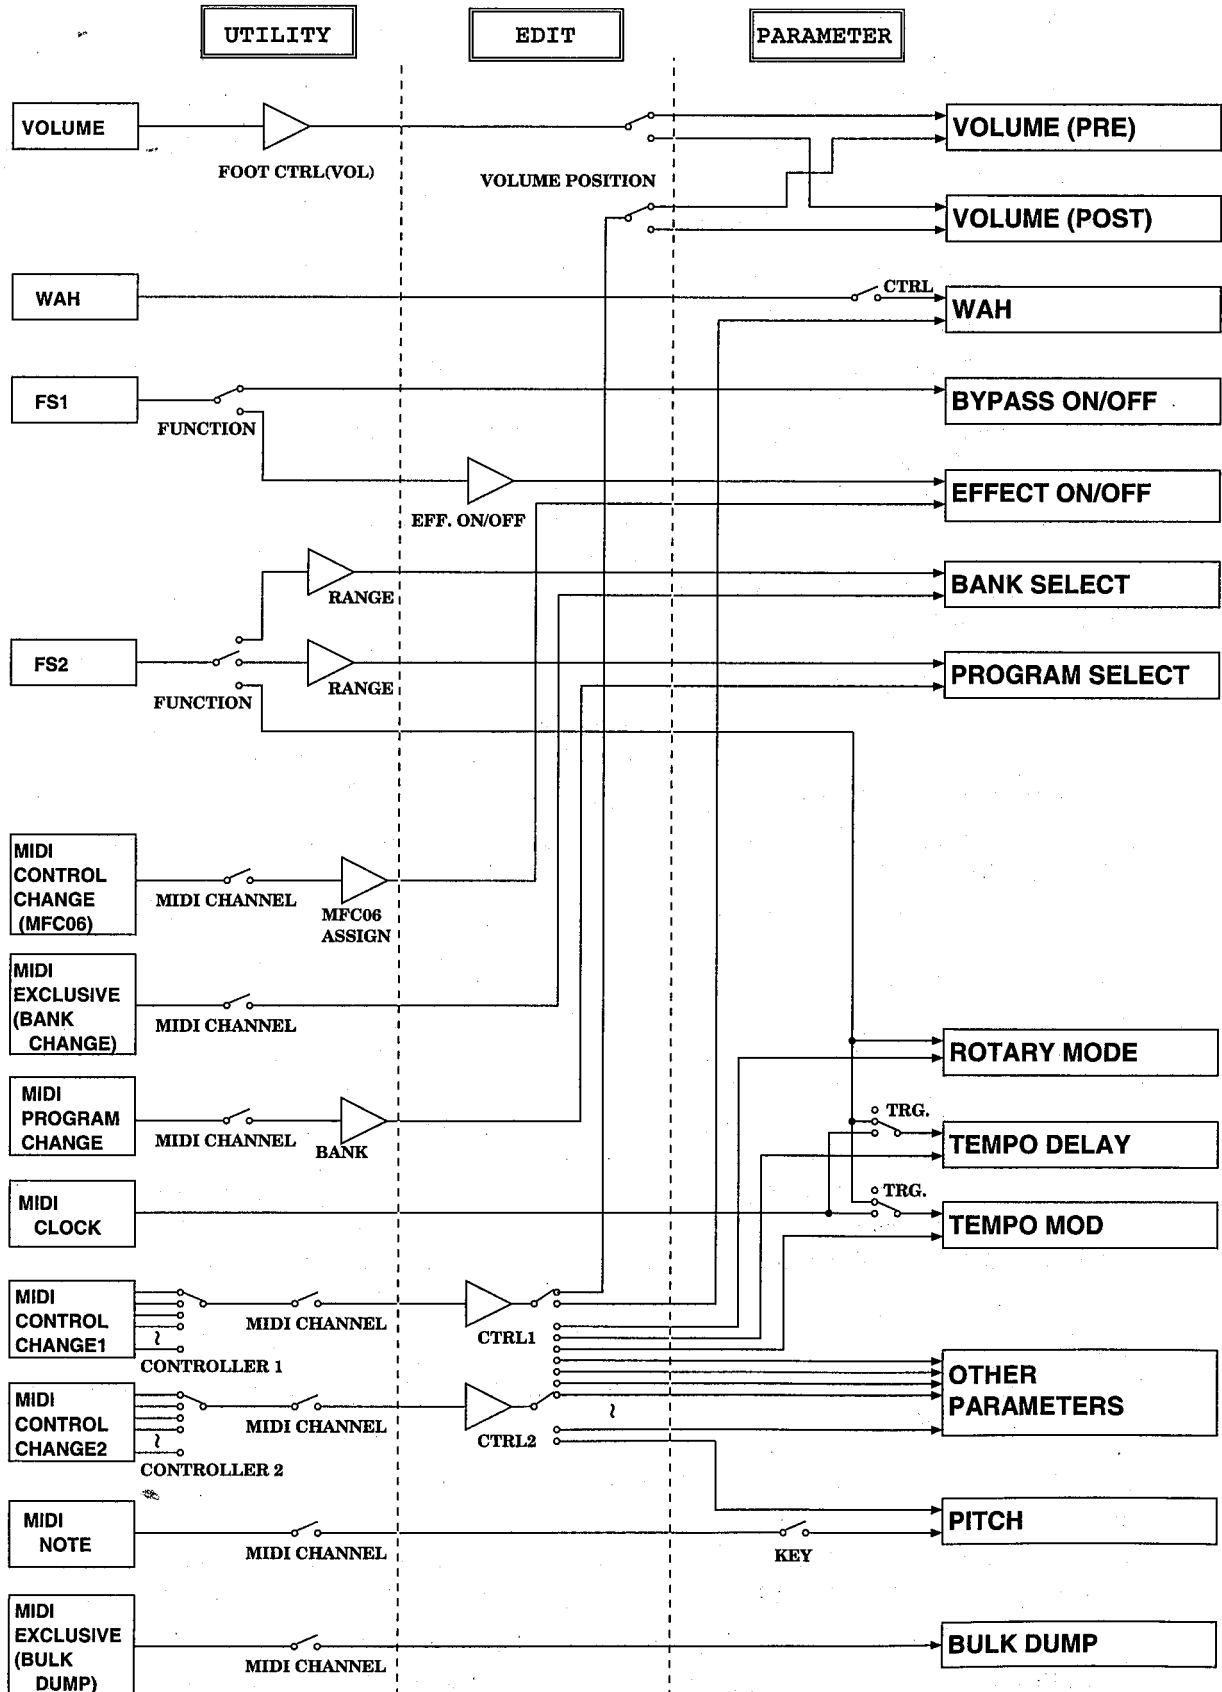 UTILITY
EDIT
PARAMETER
VOLUME
FOOT CTRL(VOL)
VOLUME POSITION
VOLUME (PRE)
VOLUME (POST)
WAH
CTRL
WAH
FS1
FUNCTION
BYPASS ON/OFF
EFF. ON/OFF
EFFECT ON/OFF
RANGE
BANK SELECT
FS2
FUNCTION
RANGE
PROGRAM SELECT
MIDI
CONTROL
CHANGE
(MFC06)
MIDI CHANNEL
MFC06
ASSIGN
MIDI
EXCLUSIVE
(BANK
CHANGE)
MIDI CHANNEL
ROTARY MODE
MIDI
PROGRAM
CHANGE
MIDI CHANNEL
BANK
TRG.
TEMPO DELAY
MIDI
CLOCK
TRG.
TEMPO MOD
MIDI
CONTROL
CHANGE1
CONTROLLER 1
MIDI CHANNEL
CTRL1
OTHER
PARAMETERS
MIDI
CONTROL
CHANGE2
CONTROLLER 2
MIDI CHANNEL
CTRL2
MIDI
NOTE
MIDI CHANNEL
KEY
PITCH
MIDI
EXCLUSIVE
(BULK
DUMP)
MIDI CHANNEL
BULK DUMP